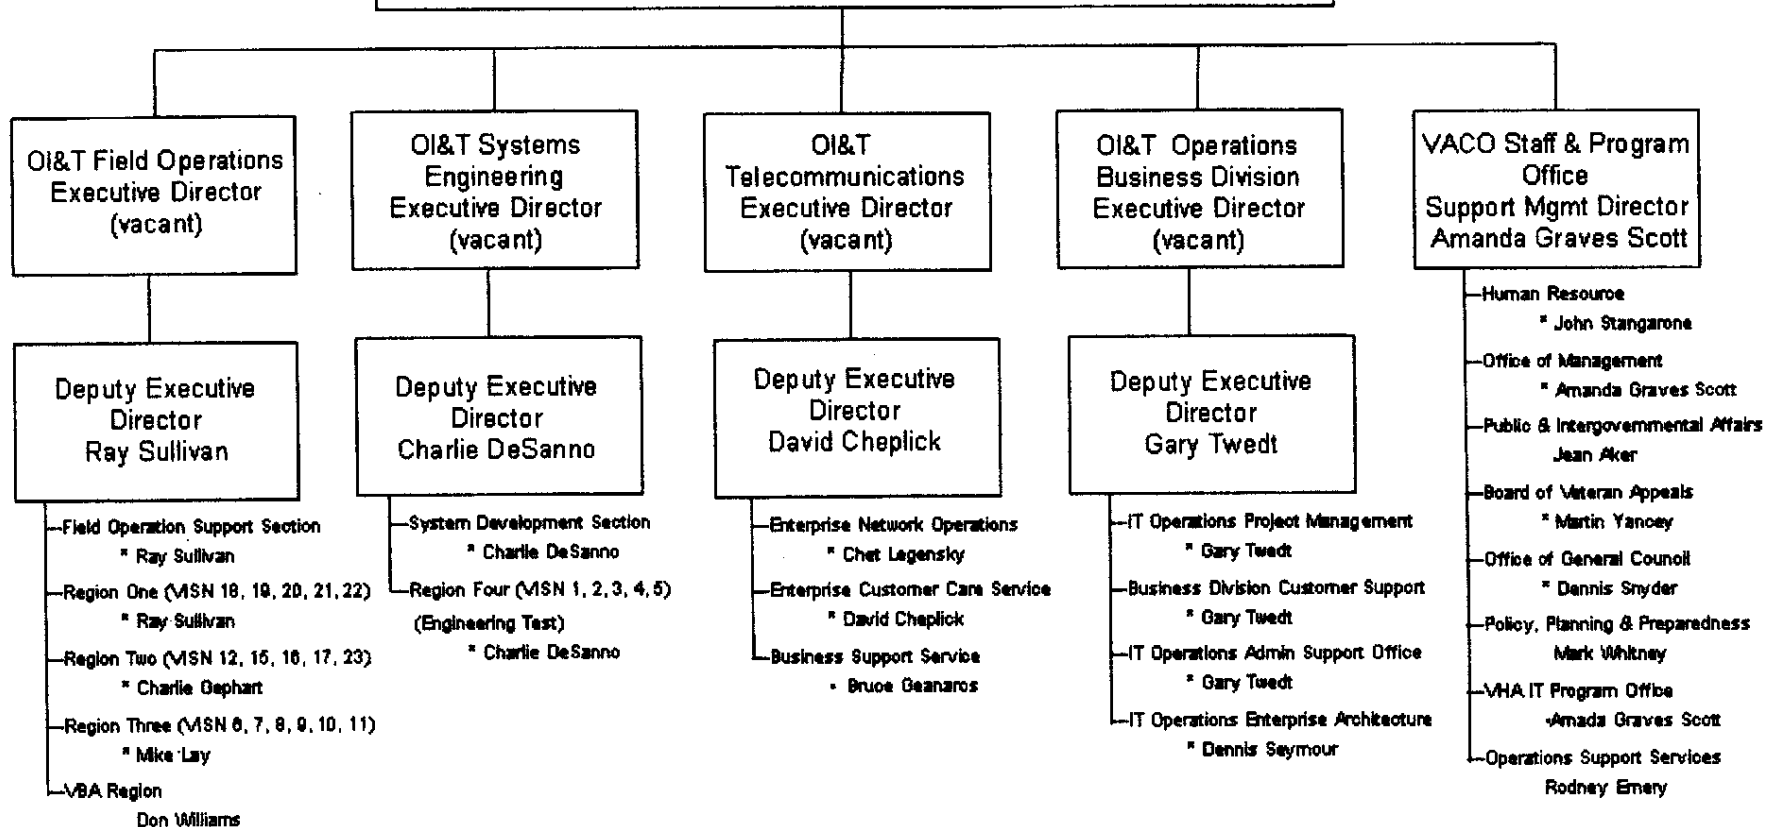 OI&T Field Operations
Executive Director
(vacant)
OI&T Systems
Engineering
Executive Director
(vacant)
OI&T
Telecommunications
Executive Director
(vacant)
OI&T Operations
Business Division
Executive Director
(vacant)
VACO Staff & Program
Office
Support Mgmt Director
Amanda Graves Scott
Deputy Executive
Director
Ray Sullivan
Field Operation Support Section
* Ray Sullivan
Region One (VISN 18, 19, 20, 21, 22)
* Ray Sullivan
Region Two (VISN 12, 15, 16, 17, 23)
* Charlie Gephart
Region Three (VISN 6, 7, 8, 9, 10, 11)
* Mike Lay
VBA Region
Don Williams
Deputy Executive
Director
Charlie DeSanno
System Development Section
* Charlie DeSanno
Region Four (VISN 1, 2, 3, 4, 5)
(Engineering Test)
* Charlie DeSanno
Deputy Executive
Director
David Cheplick
Enterprise Network Operations
* Chet Legensky
Enterprise Customer Care Service
* David Cheplick
Business Support Service
* Bruce Geanaros
Deputy Executive
Director
Gary Twedt
IT Operations Project Management
* Gary Twedt
Business Division Customer Support
* Gary Twedt
IT Operations Admin Support Office
* Gary Twedt
IT Operations Enterprise Architecture
* Dennis Seymour
Human Resource
* John Stangarone
Office of Management
* Amanda Graves Scott
Public & Intergovernmental Affairs
Jean Aker
Board of Veteran Appeals
* Martin Yancey
Office of General Councll
* Dennis Snyder
Policy, Planning & Preparedness
Mark Whitney
VHA IT Program Office
*Amada Graves Scott
Operations Support Services
Rodney Emery